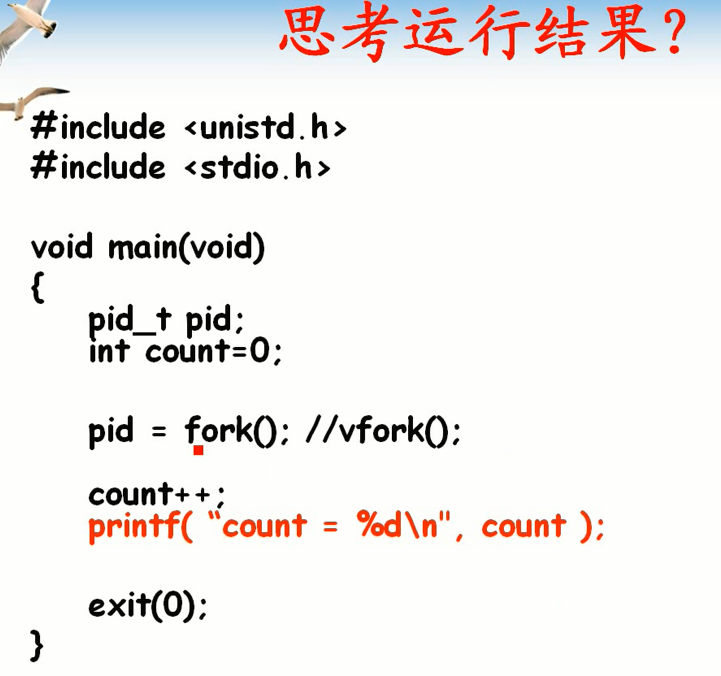 思考运行结果？
#include <unistd.h>
#include <stdio.h>
void main(void)
{
pid_t pid;
int count=0;
pid = fork(); //vfork();
count++;
printf( “count = %d\n", count );
exit(0);
}